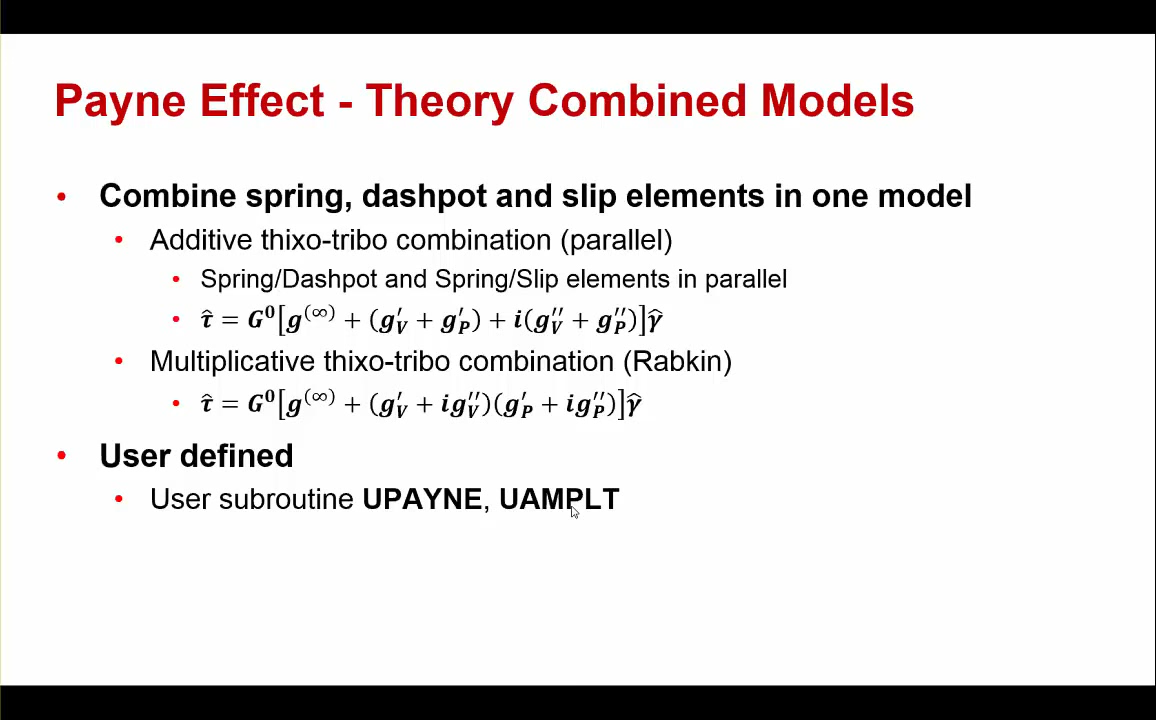 Payne Effect - Theory Combined Models
• Combine spring, dashpot and slip elements in one model
• Additive thixo-tribo combination (parallel)
• Spring/Dashpot and Spring/Slip elements in parallel
• τ̂ = G⁰[g⁽∞⁾ + (g′_V + g′_P) + i(g″_V + g″_P)]γ̂
• Multiplicative thixo-tribo combination (Rabkin)
• τ̂ = G⁰[g⁽∞⁾ + (g′_V + ig″_V)(g′_P + ig″_P)]γ̂
• User defined
• User subroutine UPAYNE, UAMPLT